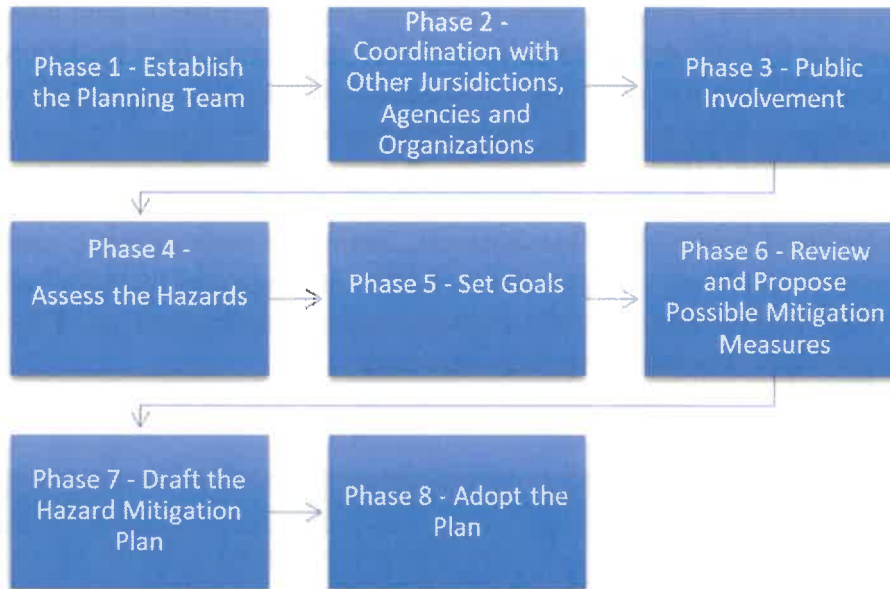 Phase 1 - Establish
the Planning Team
Phase 2 -
Coordination with
Other Jursidictions,
Agencies and
Organizations
Phase 3 - Public
Involvement
Phase 4 -
Assess the Hazards
Phase 5 - Set Goals
Phase 6 - Review
and Propose
Possible Mitigation
Measures
Phase 7 - Draft the
Hazard Mitigation
Plan
Phase 8 - Adopt the
Plan